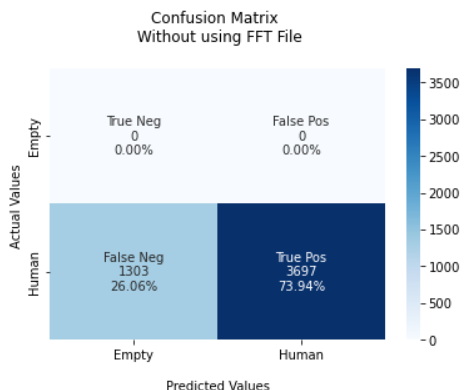 Confusion Matrix
Without using FFT File
True Neg
0
0.00%
False Pos
0
0.00%
False Neg
1303
26.06%
True Pos
3697
73.94%
Actual Values
Empty
Human
Empty
Human
Predicted Values
3500
3000
2500
2000
1500
1000
500
0